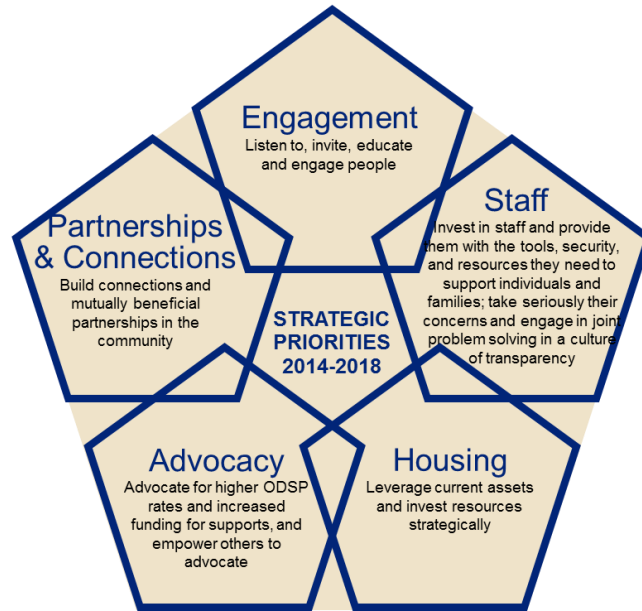 Engagement
Listen to, invite, educate
and engage people
Partnerships
& Connections
Build connections and
mutually beneficial
partnerships in the
community
Staff
Invest in staff and provide
them with the tools, security,
and resources they need to
support individuals and
families; take seriously their
concerns and engage in joint
problem solving in a culture
of transparency
STRATEGIC
PRIORITIES
2014-2018
Advocacy
Advocate for higher ODSP
rates and increased
funding for supports, and
empower others to
advocate
Housing
Leverage current assets
and invest resources
strategically